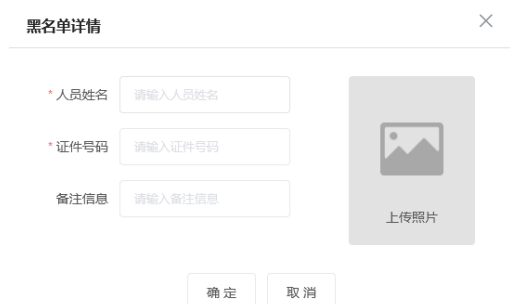 黑名单详情
* 人员姓名 请输入人员姓名
* 证件号码 请输入证件号码
备注信息 请输入备注信息
上传照片
确定 取消